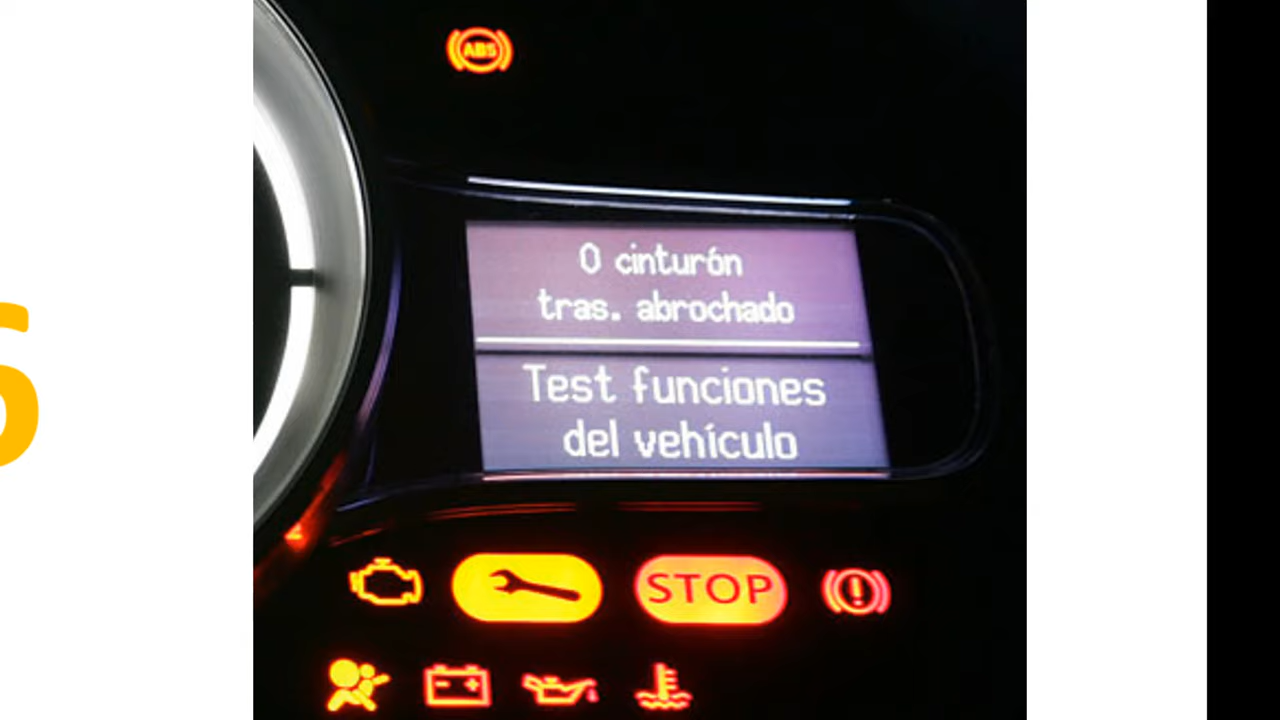 ABS
0 cinturón
tras. abrochado
Test funciones
del vehículo
STOP